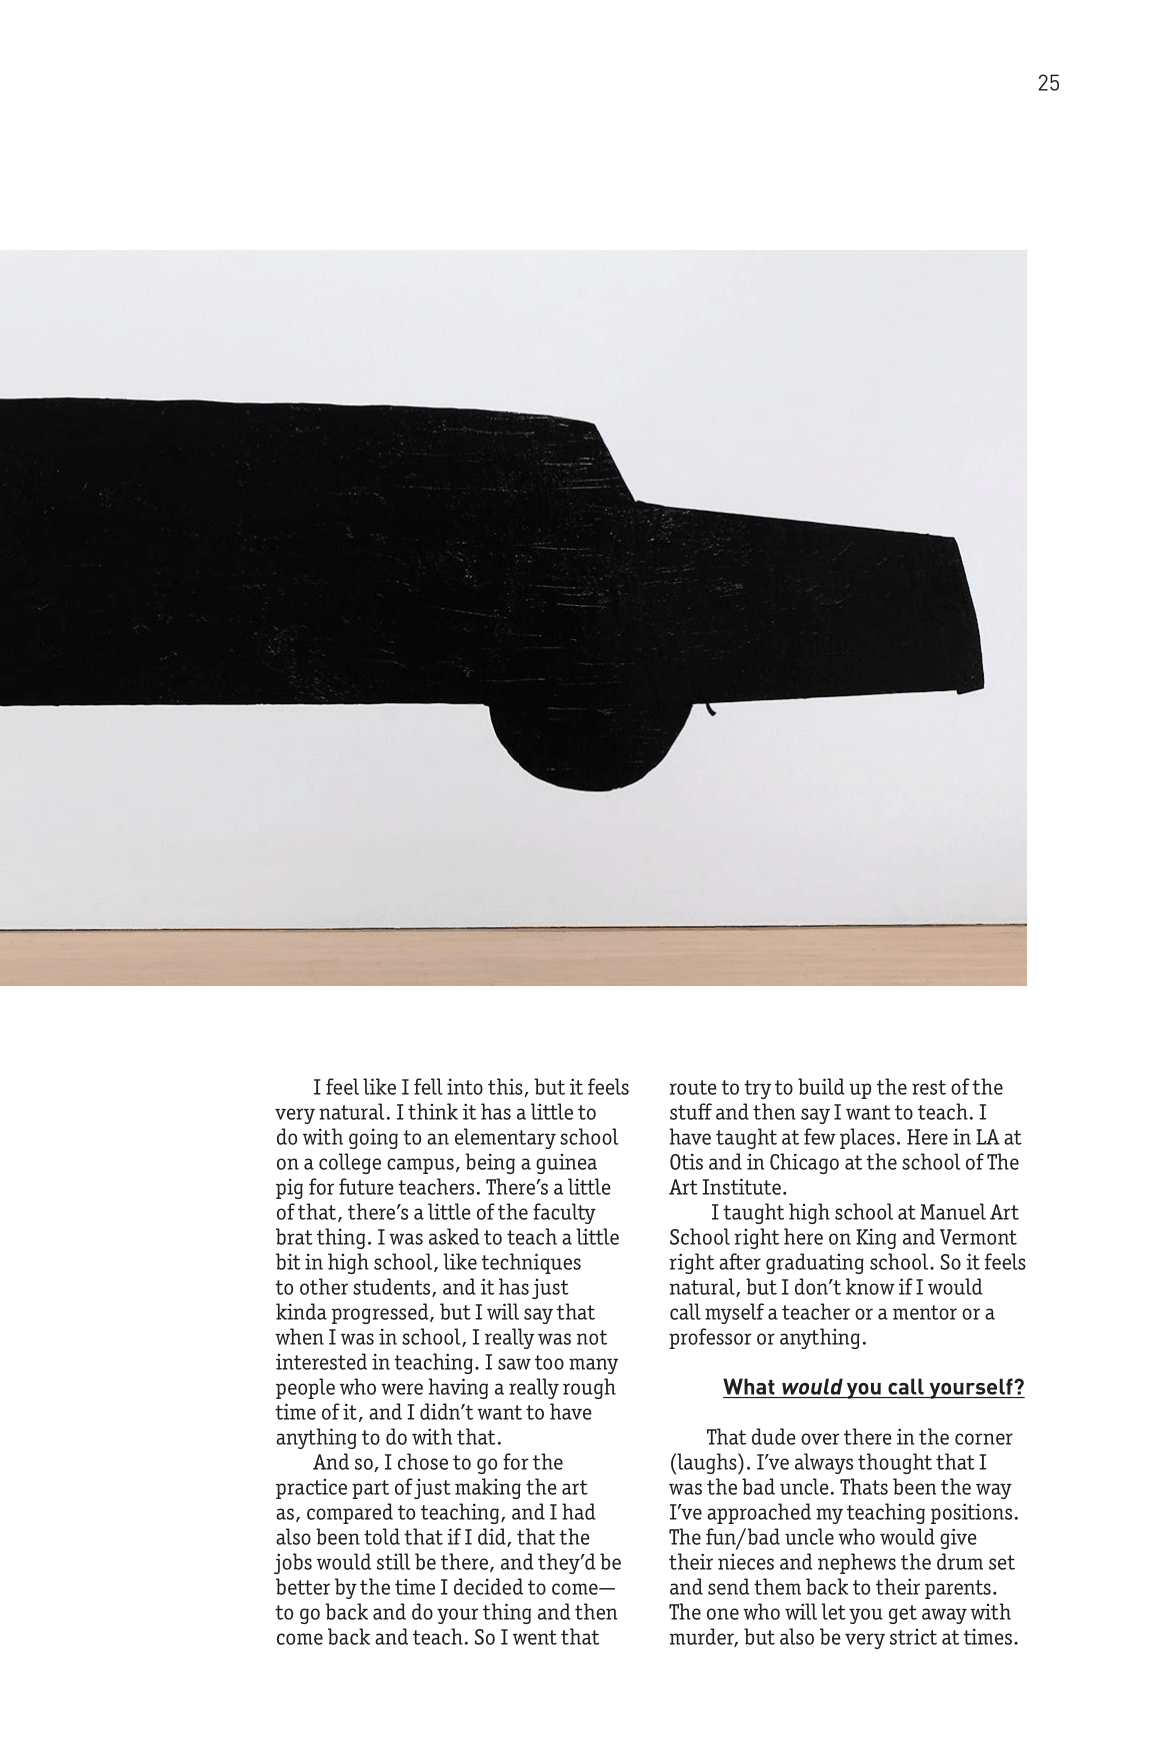 25
I feel like I fell into this, but it feels
very natural. I think it has a little to
do with going to an elementary school
on a college campus, being a guinea
pig for future teachers. There’s a little
of that, there’s a little of the faculty
brat thing. I was asked to teach a little
bit in high school, like techniques
to other students, and it has just
kinda progressed, but I will say that
when I was in school, I really was not
interested in teaching. I saw too many
people who were having a really rough
time of it, and I didn’t want to have
anything to do with that.
And so, I chose to go for the
practice part of just making the art
as, compared to teaching, and I had
also been told that if I did, that the
jobs would still be there, and they’d be
better by the time I decided to come—
to go back and do your thing and then
come back and teach. So I went that
route to try to build up the rest of the
stuff and then say I want to teach. I
have taught at few places. Here in LA at
Otis and in Chicago at the school of The
Art Institute.
I taught high school at Manuel Art
School right here on King and Vermont
right after graduating school. So it feels
natural, but I don’t know if I would
call myself a teacher or a mentor or a
professor or anything.
What would you call yourself?
That dude over there in the corner
(laughs). I’ve always thought that I
was the bad uncle. Thats been the way
I’ve approached my teaching positions.
The fun/bad uncle who would give
their nieces and nephews the drum set
and send them back to their parents.
The one who will let you get away with
murder, but also be very strict at times.